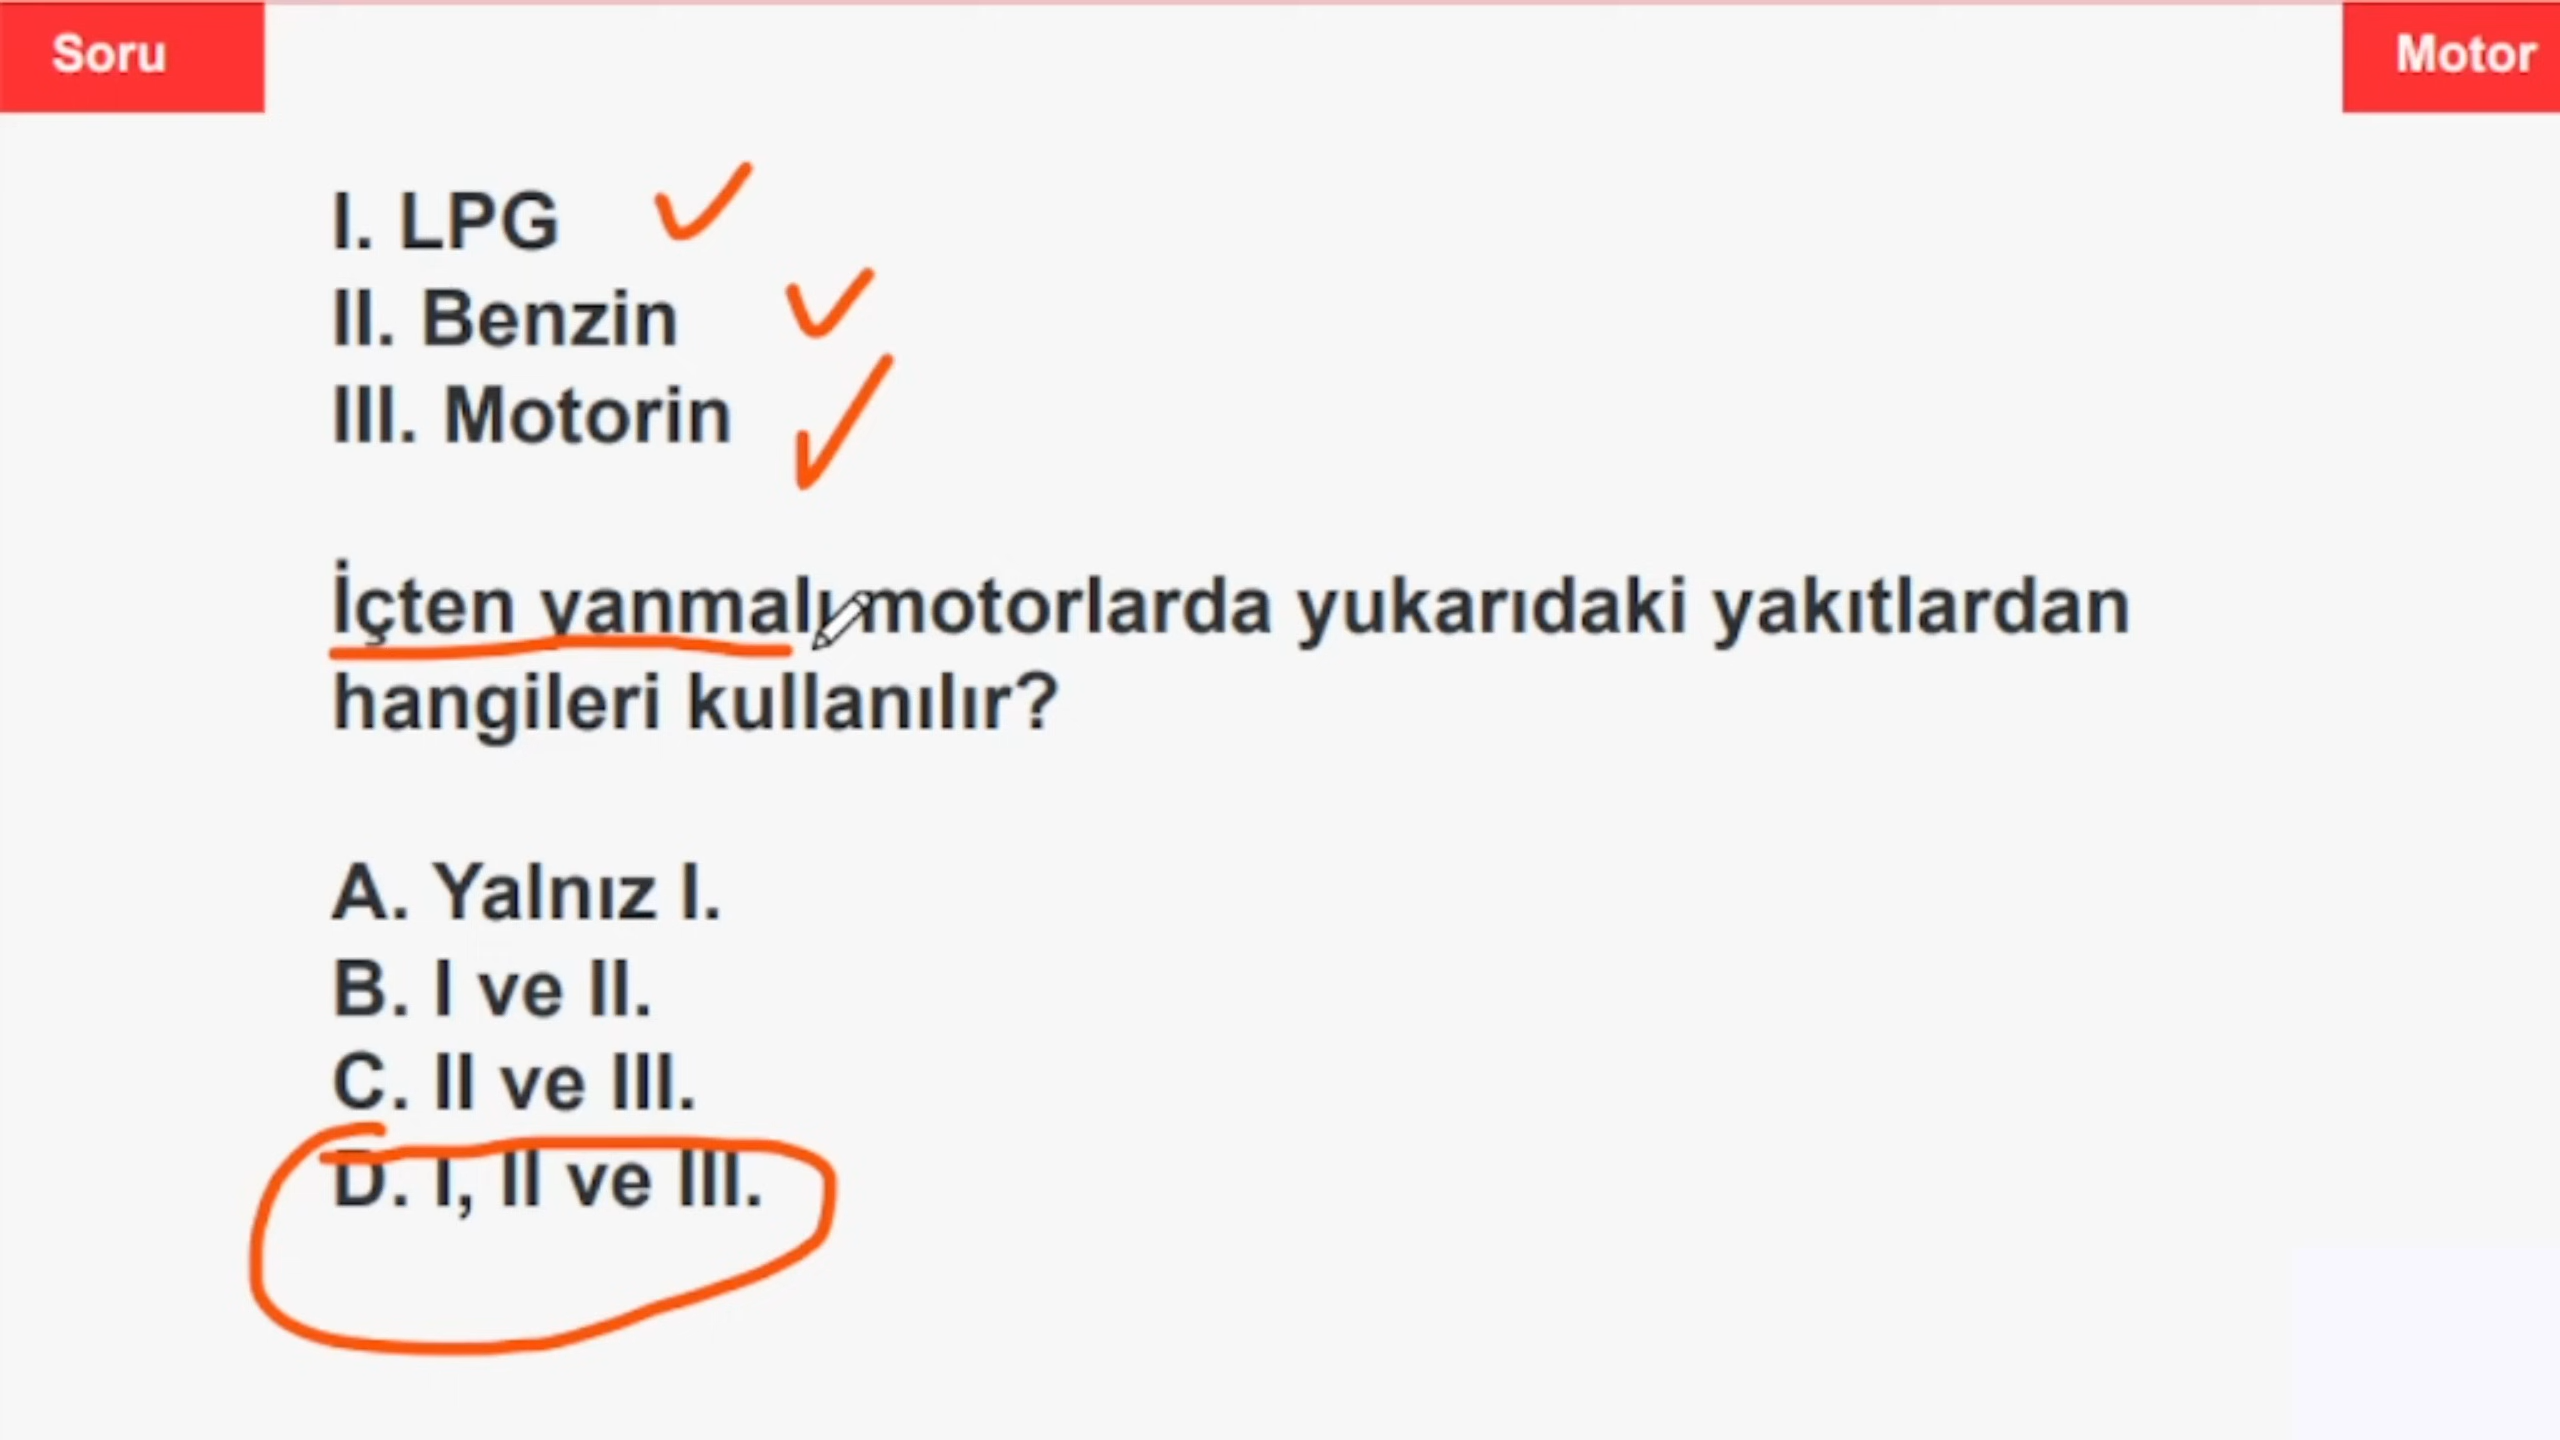 Soru
Motor
I. LPG
II. Benzin
III. Motorin
İçten yanmalı motorlarda yukarıdaki yakıtlardan
hangileri kullanılır?
A. Yalnız I.
B. I ve II.
C. II ve III.
D. I, II ve III.